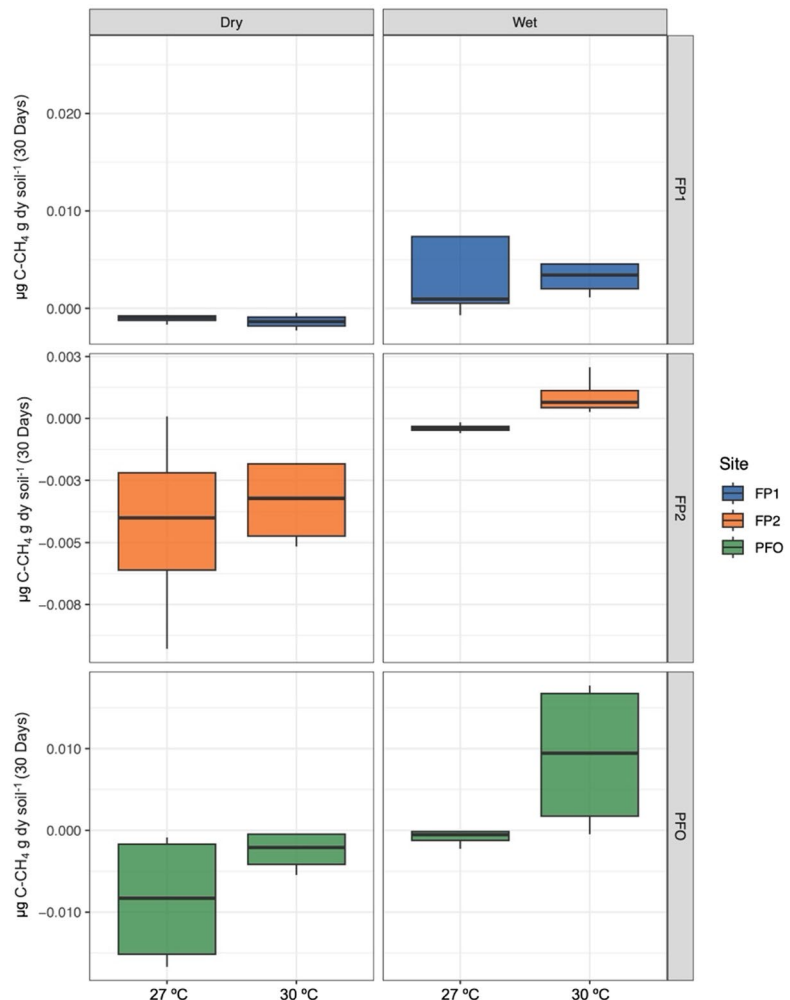 Dry
Wet
µg C-CH4 g dy soil-1 (30 Days)
0.020
0.010
0.000
FP1
µg C-CH4 g dy soil-1 (30 Days)
0.003
0.000
−0.003
−0.005
−0.008
FP2
µg C-CH4 g dy soil-1 (30 Days)
0.010
0.000
−0.010
PFO
27 ºC
30 ºC
27 ºC
30 ºC
Site
FP1
FP2
PFO